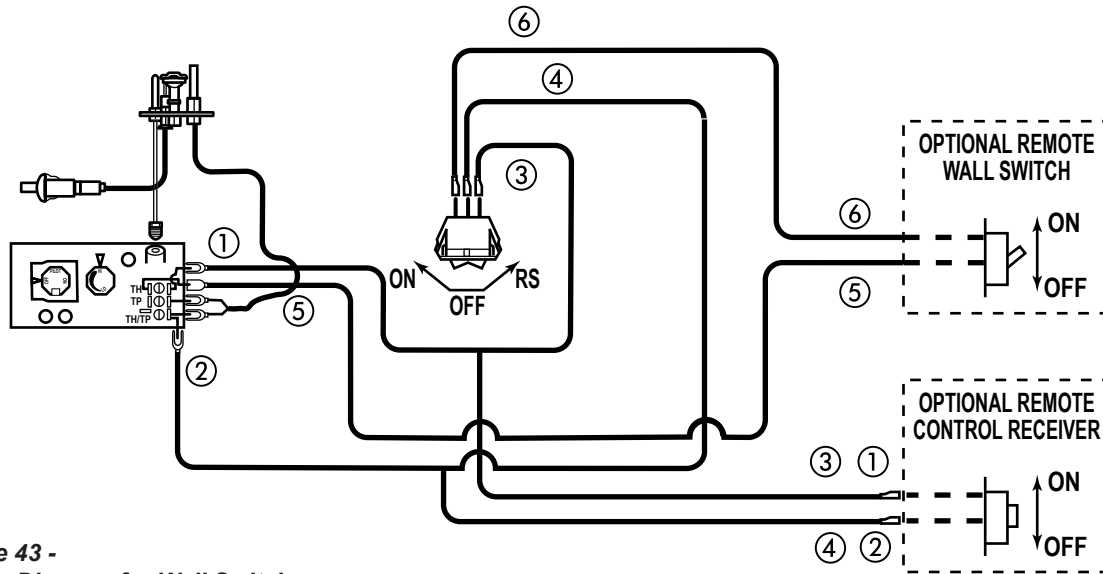 ⑥
④
③
OPTIONAL REMOTE
WALL SWITCH
⑥
ON
OFF
⑤
①
TH
TP
TH/TP
⑤
②
ON
OFF
RS
OPTIONAL REMOTE
CONTROL RECEIVER
③ ①
ON
OFF
④ ②
e 43 -